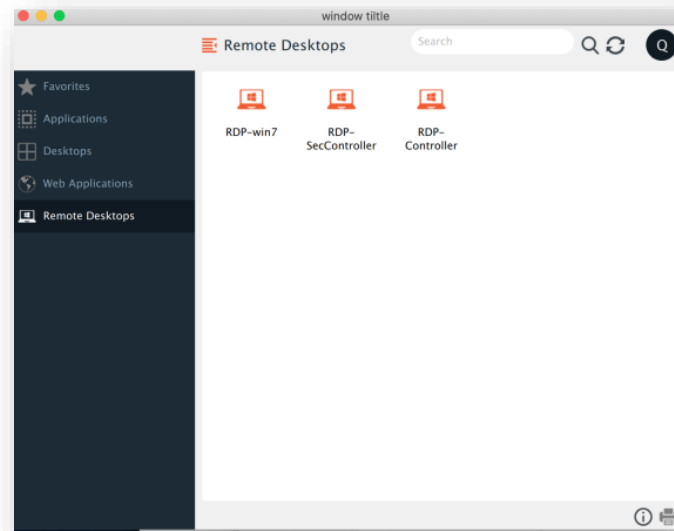 window tiltle
Remote Desktops
Search
Q
Favorites
Applications
Desktops
Web Applications
Remote Desktops
RDP-win7
RDP-
SecController
RDP-
Controller